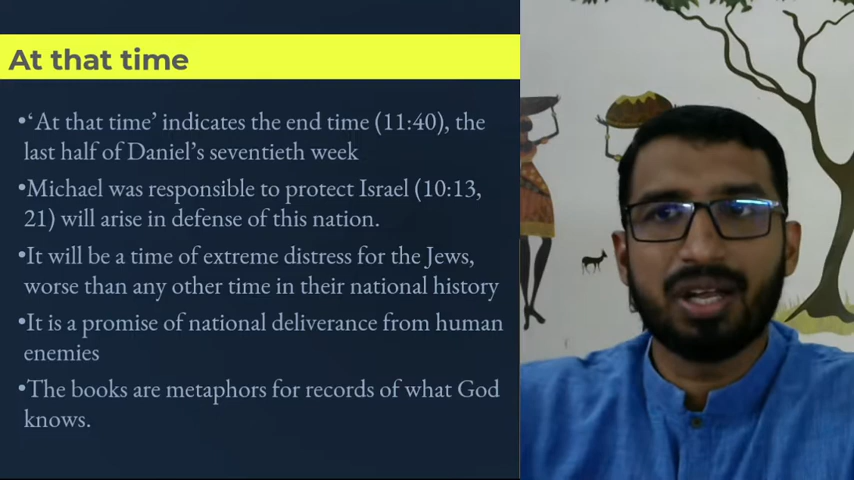 At that time
•‘At that time’ indicates the end time (11:40), the
last half of Daniel’s seventieth week
•Michael was responsible to protect Israel (10:13,
21) will arise in defense of this nation.
•It will be a time of extreme distress for the Jews,
worse than any other time in their national history
•It is a promise of national deliverance from human
enemies
•The books are metaphors for records of what God
knows.